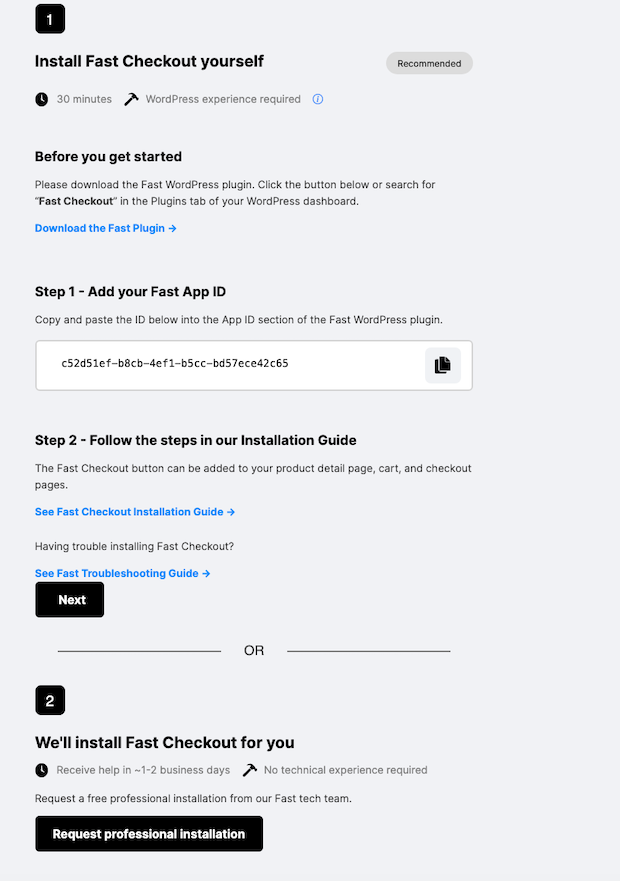 1
Install Fast Checkout yourself
Recommended
30 minutes
WordPress experience required
Before you get started
Please download the Fast WordPress plugin. Click the button below or search for
“Fast Checkout” in the Plugins tab of your WordPress dashboard.
Download the Fast Plugin →
Step 1 - Add your Fast App ID
Copy and paste the ID below into the App ID section of the Fast WordPress plugin.
c52d51ef-b8cb-4ef1-b5cc-bd57ece42c65
Step 2 - Follow the steps in our Installation Guide
The Fast Checkout button can be added to your product detail page, cart, and checkout
pages.
See Fast Checkout Installation Guide →
Having trouble installing Fast Checkout?
See Fast Troubleshooting Guide →
Next
OR
2
We'll install Fast Checkout for you
Receive help in ~1-2 business days
No technical experience required
Request a free professional installation from our Fast tech team.
Request professional installation